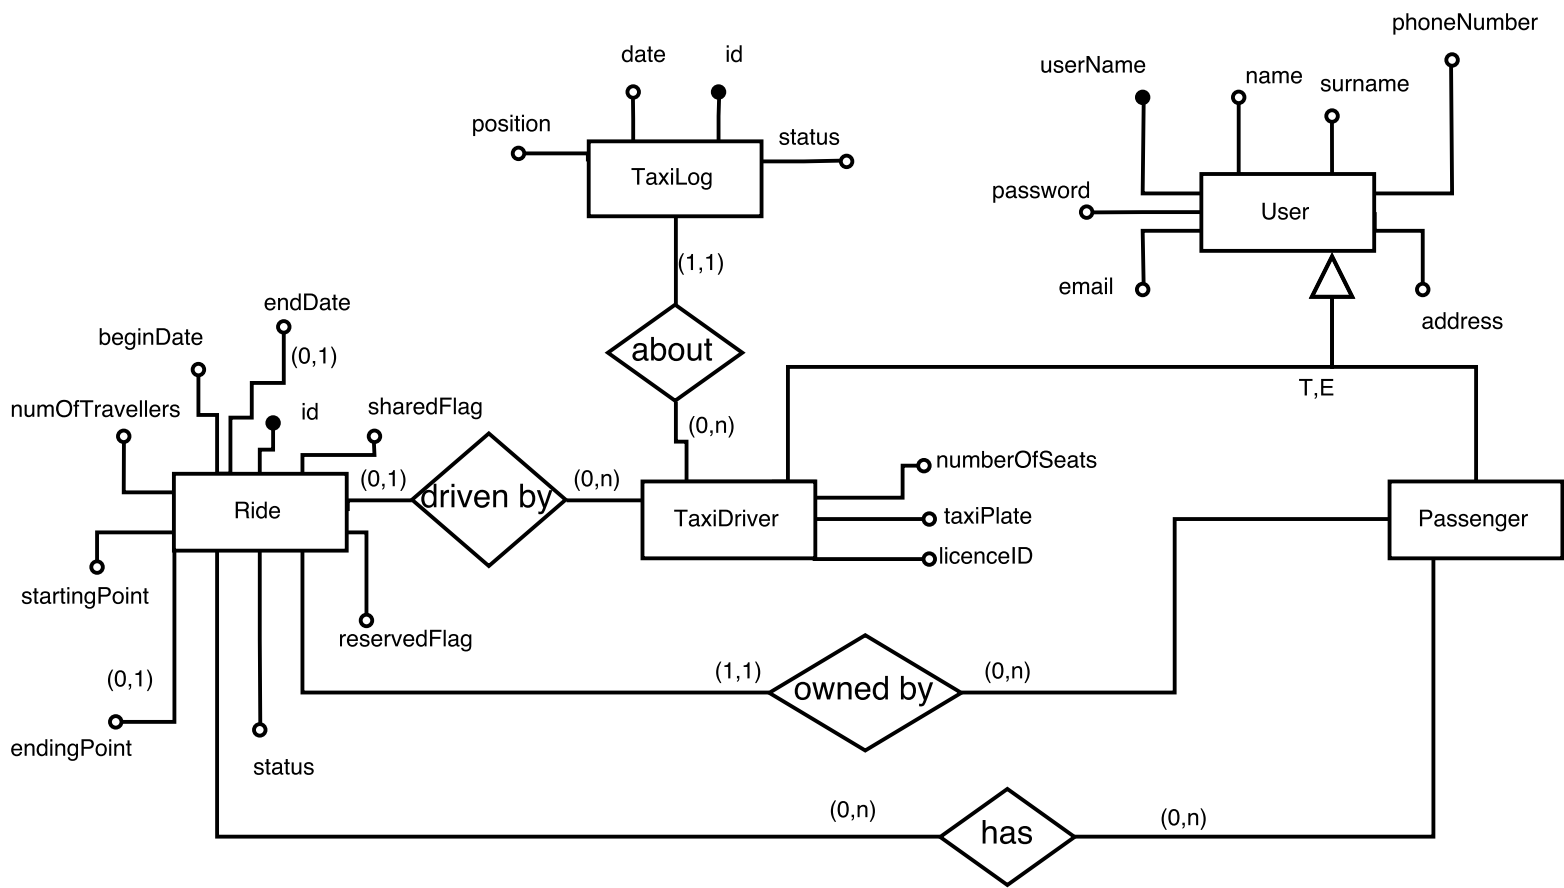 phoneNumber
date
id
userName
name
surname
position
status
TaxiLog
password
User
(1,1)
email
endDate
address
beginDate
about
(0,1)
T,E
numOfTravellers
id
sharedFlag
(0,n)
numberOfSeats
(0,1)
driven by
(0,n)
Ride
TaxiDriver
taxiPlate
Passenger
licenceID
startingPoint
reservedFlag
(0,1)
(1,1)
owned by
(0,n)
endingPoint
status
(0,n)
has
(0,n)